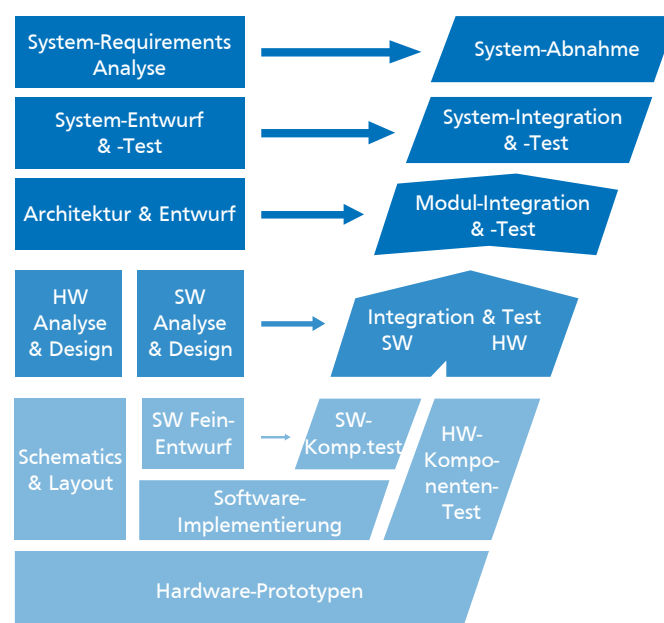 System-Requirements
Analyse
System-Abnahme
System-Entwurf
& -Test
System-Integration
& -Test
Architektur & Entwurf
Modul-Integration
& -Test
HW
Analyse
& Design
SW
Analyse
& Design
Integration & Test
SW HW
Schematics
& Layout
SW Fein-
Entwurf
SW-
Komp.test
HW-
Kompo-
nenten-
Test
Software-
Implementierung
Hardware-Prototypen